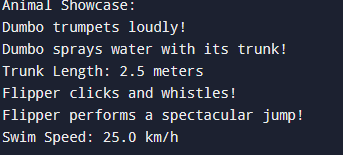 Animal Showcase:
Dumbo trumpets loudly!
Dumbo sprays water with its trunk!
Trunk Length: 2.5 meters
Flipper clicks and whistles!
Flipper performs a spectacular jump!
Swim Speed: 25.0 km/h